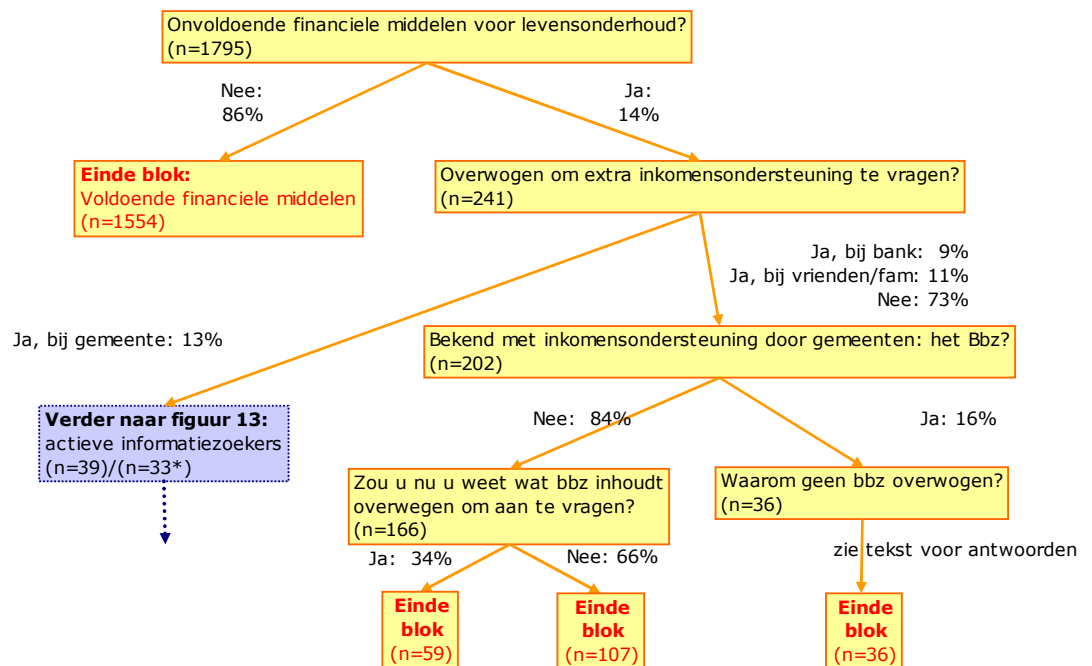 Onvoldoende financiele middelen voor levensonderhoud?
(n=1795)
Nee:
86%
Ja:
14%
Einde blok:
Voldoende financiele middelen
(n=1554)
Overwogen om extra inkomensondersteuning te vragen?
(n=241)
Ja, bij bank: 9%
Ja, bij vrienden/fam: 11%
Nee: 73%
Ja, bij gemeente: 13%
Bekend met inkomensondersteuning door gemeenten: het Bbz?
(n=202)
Verder naar figuur 13:
actieve informatiezoekers
(n=39)/(n=33*)
Nee: 84%
Ja: 16%
Zou u nu u weet wat bbz inhoudt
overwegen om aan te vragen?
(n=166)
Waarom geen bbz overwogen?
(n=36)
Ja: 34%
Nee: 66%
zie tekst voor antwoorden
Einde
blok
(n=59)
Einde
blok
(n=107)
Einde
blok
(n=36)